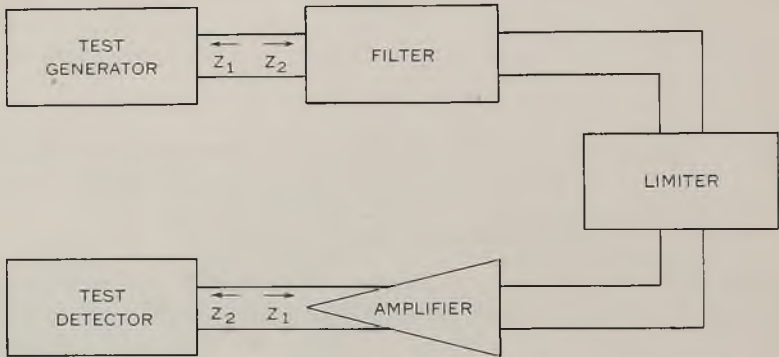 TEST
GENERATOR
Z1 Z2
FILTER
LIMITER
TEST
DETECTOR
Z2 Z1
AMPLIFIER